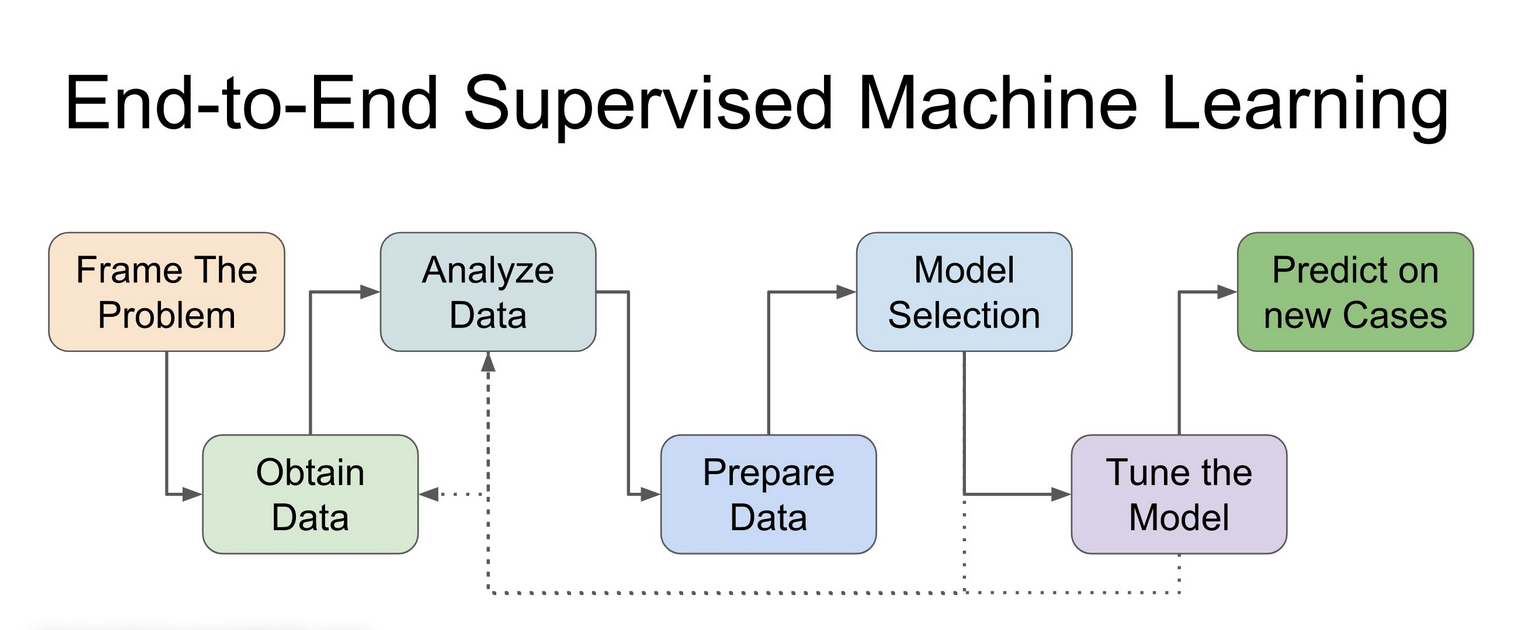 End-to-End Supervised Machine Learning
Frame The
Problem
Obtain
Data
Analyze
Data
Prepare
Data
Model
Selection
Tune the
Model
Predict on
new Cases